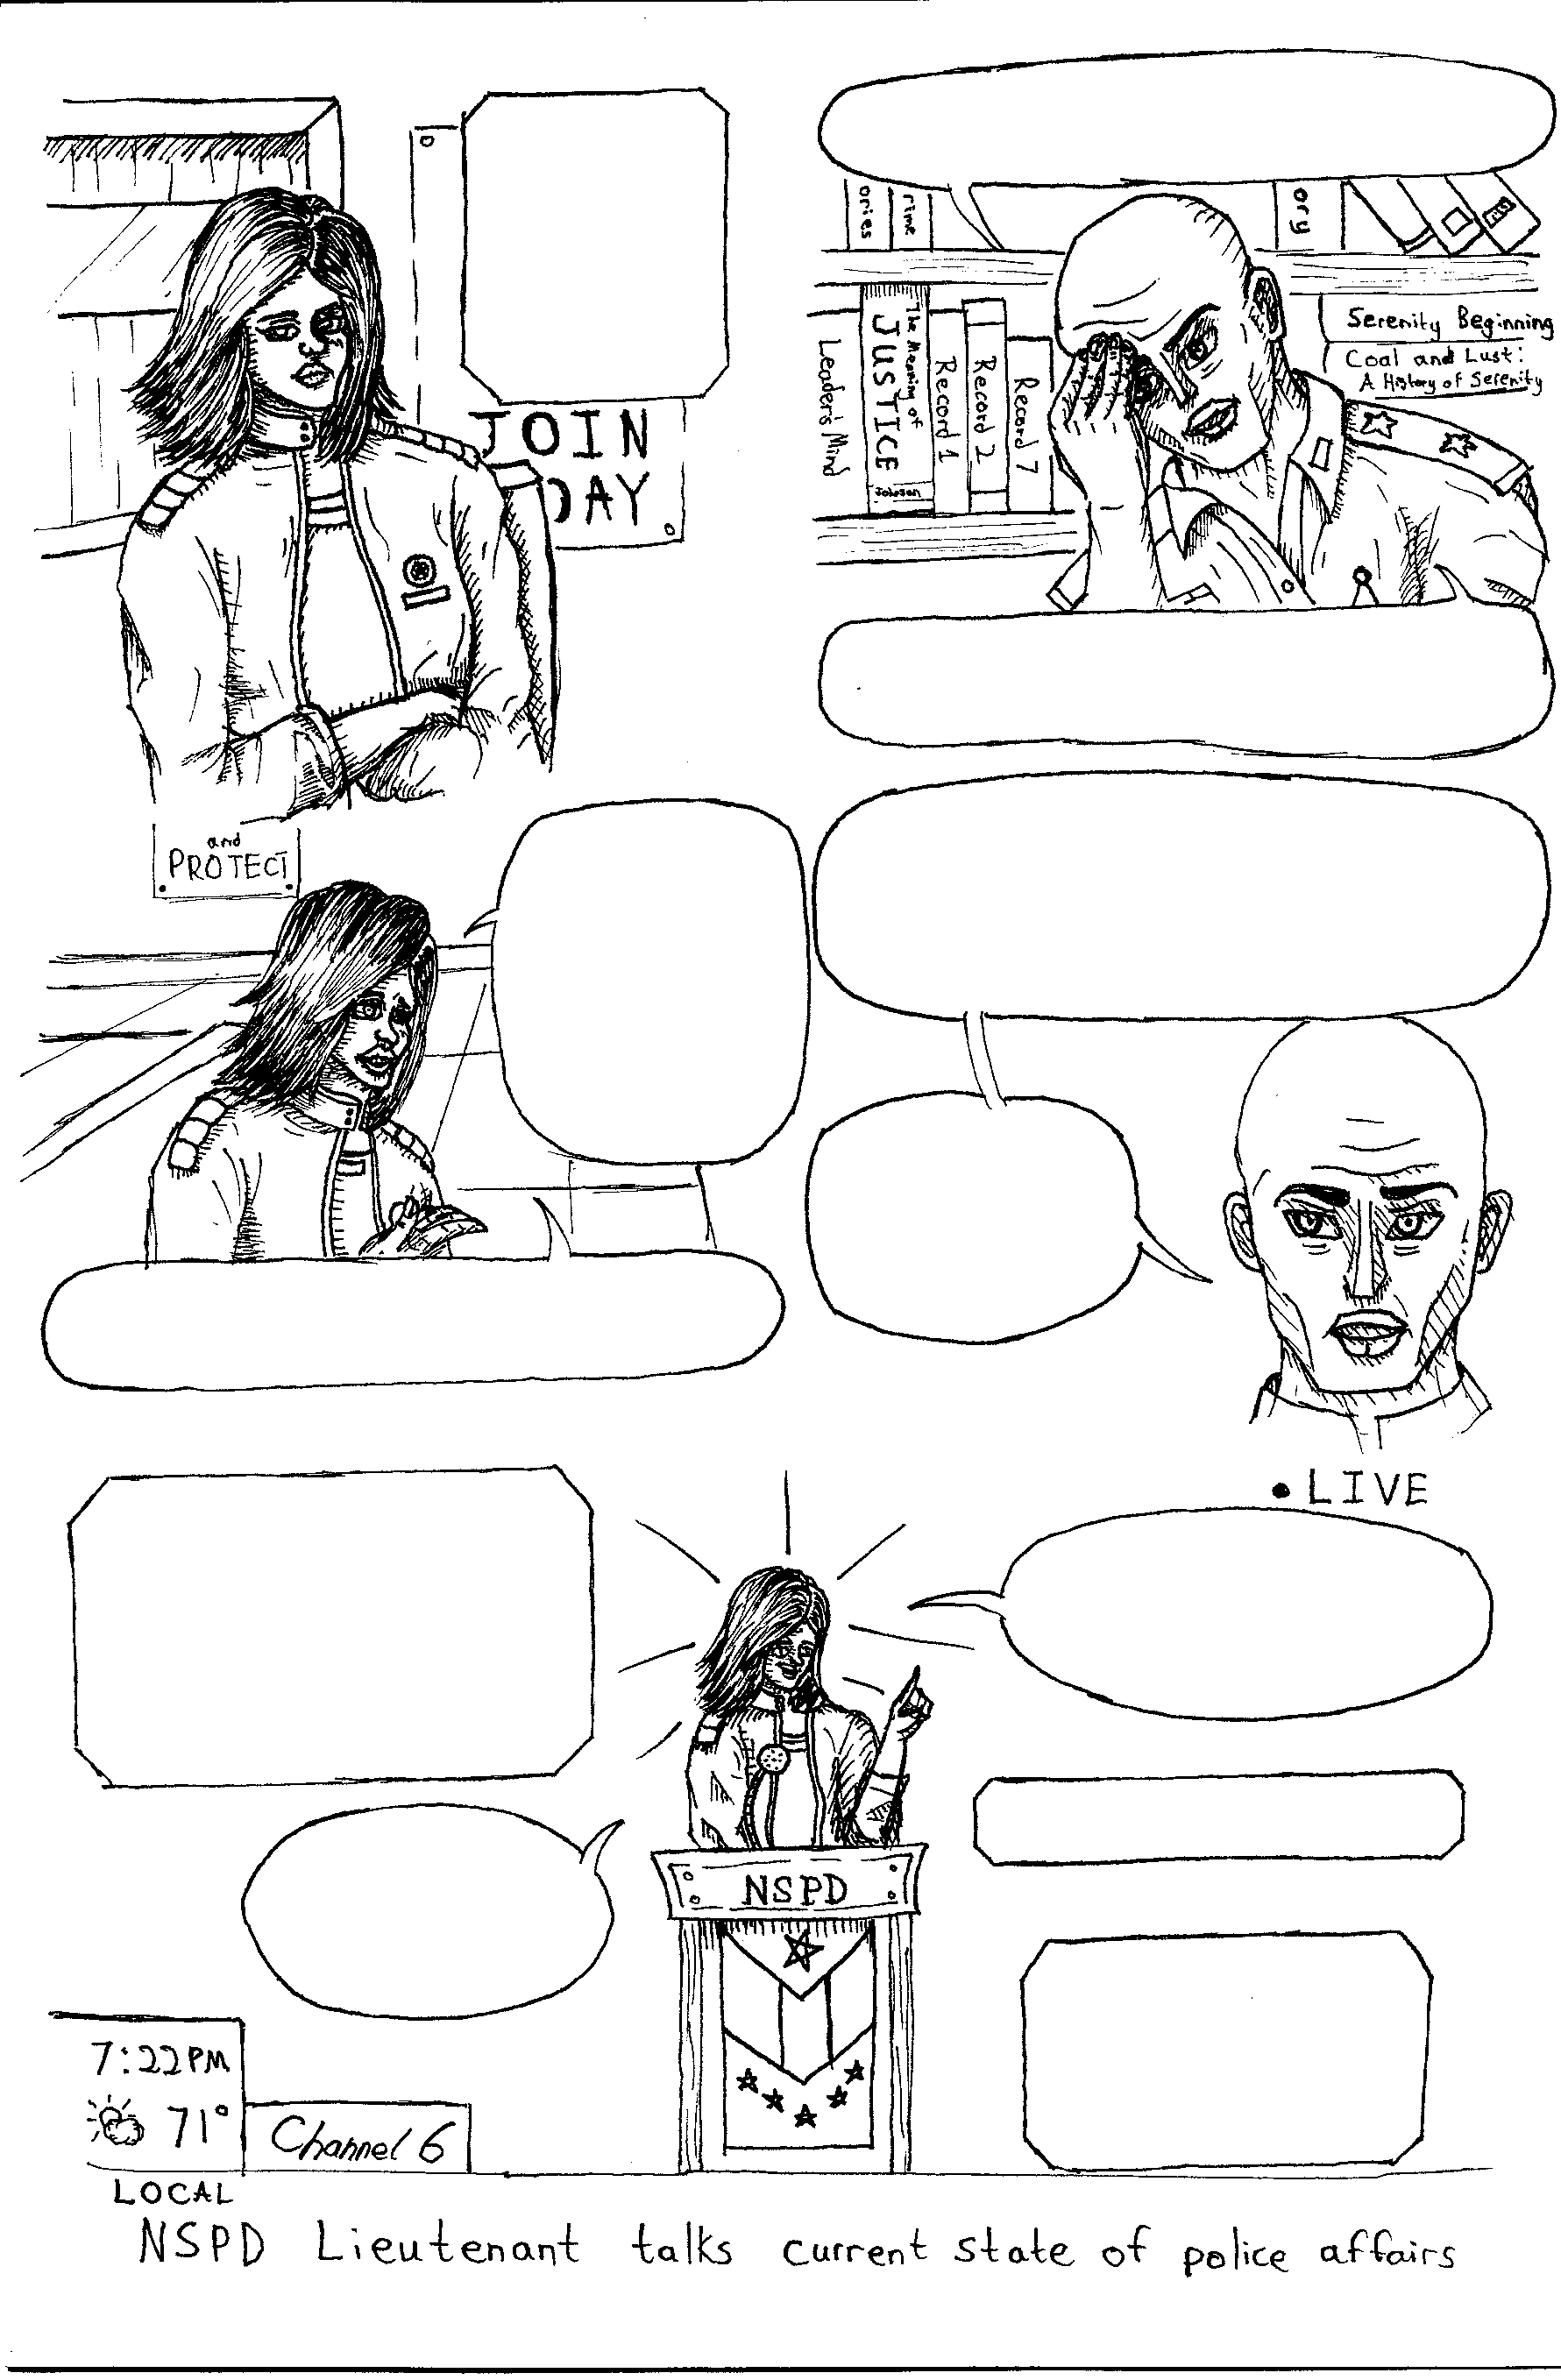 JOIN
DAY
ories
rime
ory
Leader's Mind
The Meaning of
JUSTICE
Johnson
Record 1
Record 2
Record 7
Serenity Beginning
Coal and Lust:
A History of Serenity
and
PROTECT
LIVE
NSPD
7:22PM
71°
Channel 6
LOCAL
NSPD Lieutenant talks current state of police affairs